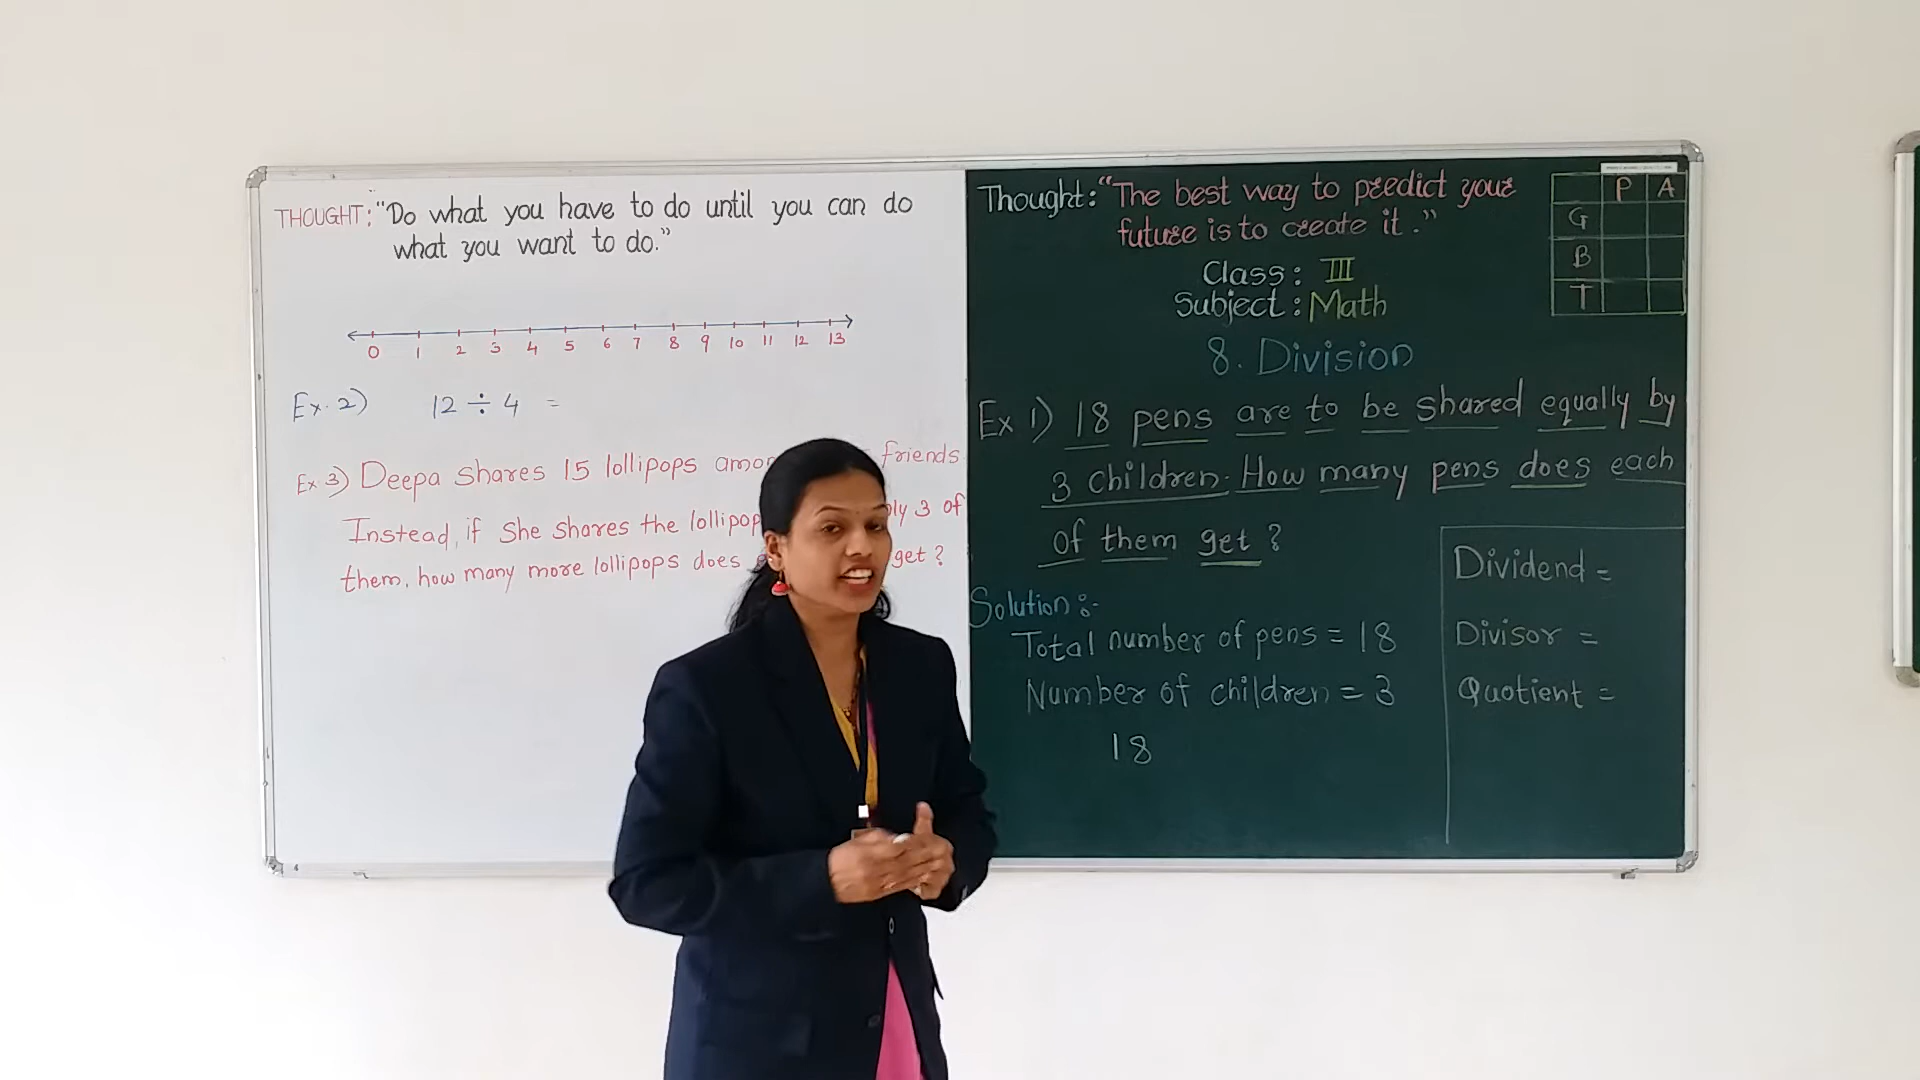 THOUGHT: "Do what you have to do until you can do
what you want to do."
0 1 2 3 4 5 6 7 8 9 10 11 12 13
Ex. 2) 12 ÷ 4 =
Ex 3) Deepa shares 15 lollipops friends
Instead, if she shares the 3 of
them, how many more lollipops does get?
Thought: "The best way to predict your
future is to create it."
Class: III
Subject: Math
8. Division
P A
G
B
T
Ex 1) 18 pens are to be shared equally by
3 children. How many pens does each
of them get?
Solution :-
Total number of pens = 18
Number of children = 3
18
Dividend =
Divisor =
Quotient =